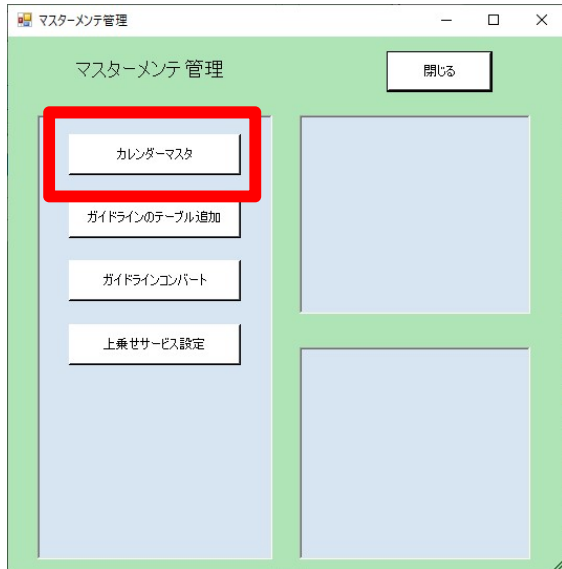 マスターメンテ管理
マスターメンテ 管理
閉じる
カレンダーマスタ
ガイドラインのテーブル追加
ガイドラインコンバート
上乗せサービス設定